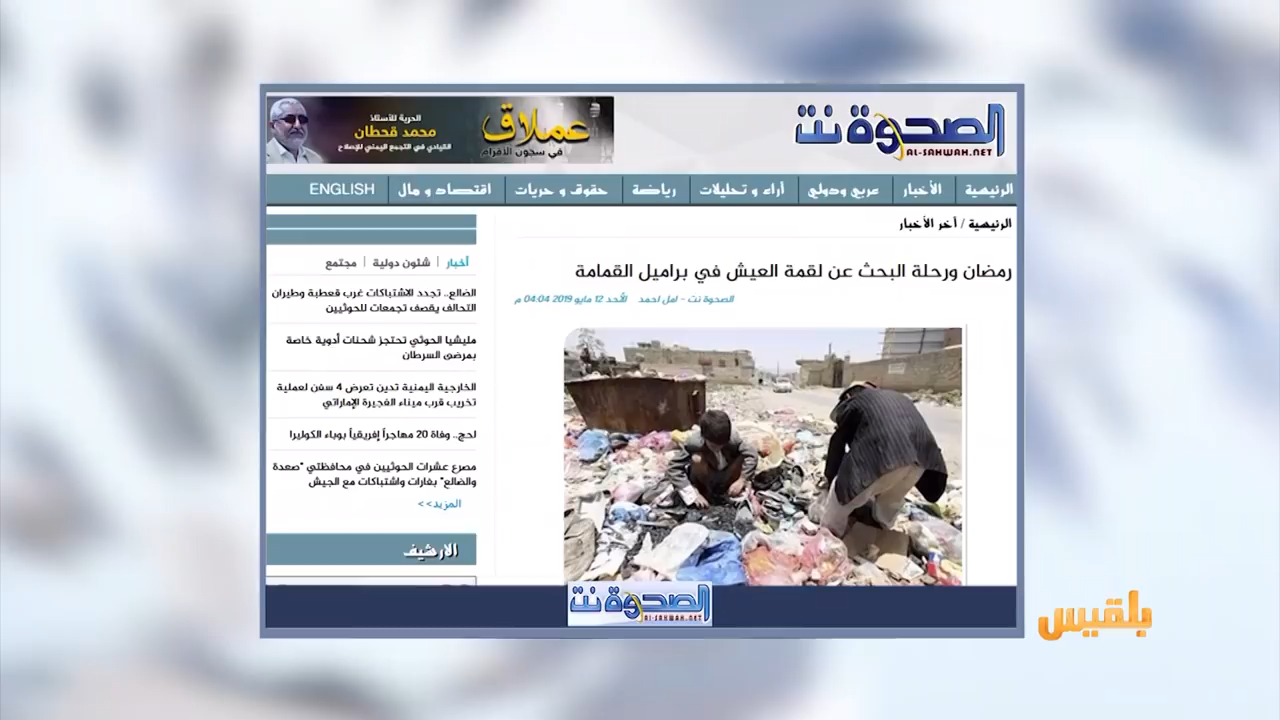 الصحوة نت
AL-SAHWAH.NET
عملاق
في سجون الأقزام
الحرية للأستاذ
محمد قحطان
القيادي في التجمع اليمني للإصلاح
الرئيسية
الأخبار
عربي ودولي
آراء و تحليلات
رياضة
حقوق و حريات
اقتصاد و مال
ENGLISH
الرئيسية / آخر الأخبار
رمضان ورحلة البحث عن لقمة العيش في براميل القمامة
الصحوة نت - امل احمد الأحد 12 مايو 2019 04:04 م
أخبار | شئون دولية | مجتمع
الضالع.. تجدد الاشتباكات غرب قعطبة وطيران
التحالف يقصف تجمعات للحوثيين
مليشيا الحوثي تحتجز شحنات أدوية خاصة
بمرضى السرطان
الخارجية اليمنية تدين تعرض 4 سفن لعملية
تخريب قرب ميناء الفجيرة الإماراتي
لحج.. وفاة 20 مهاجراً إفريقياً بوباء الكوليرا
مصرع عشرات الحوثيين في محافظتي "صعدة
والضالع" بغارات واشتباكات مع الجيش
المزيد>>
الارشيف
الصحوة نت
AL-SAHWAH.NET
بلقيس